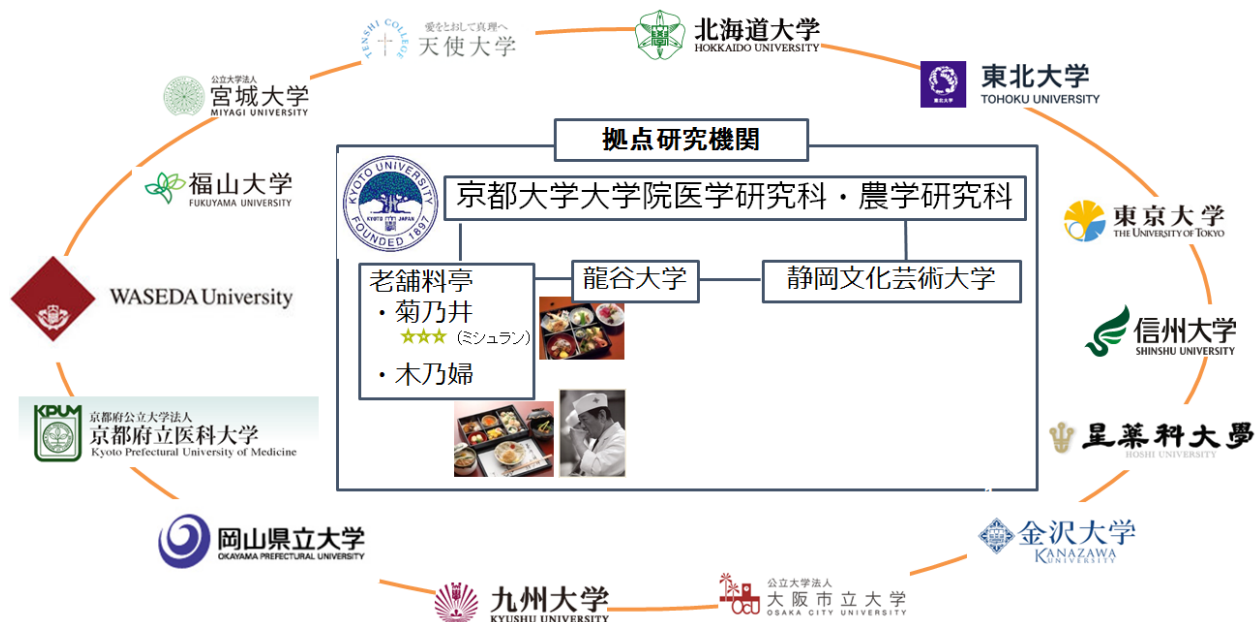 TENSHI COLLEGE
愛をとおして真理へ
天使大学
北海道大学
HOKKAIDO UNIVERSITY
東北大学
東北大学
TOHOKU UNIVERSITY
公立大学法人
宮城大学
MIYAGI UNIVERSITY
福山大学
FUKUYAMA UNIVERSITY
拠点研究機関
KYOTO UNIVERSITY
KYOTO JAPAN
FOUNDED 1897
京都大学大学院医学研究科・農学研究科
東京大学
THE UNIVERSITY OF TOKYO
老舗料亭
・菊乃井
☆☆☆ (ミシュラン)
・木乃婦
龍谷大学
静岡文化芸術大学
WASEDA University
信州大学
SHINSHU UNIVERSITY
KPUM
京都府公立大学法人
京都府立医科大学
Kyoto Prefectural University of Medicine
星薬科大學
HOSHI UNIVERSITY
岡山県立大学
OKAYAMA PREFECTURAL UNIVERSITY
金沢大学
KANAZAWA
UNIVERSITY
九州大学
KYUSHU UNIVERSITY
OCU
公立大学法人
大阪市立大学
OSAKA CITY UNIVERSITY